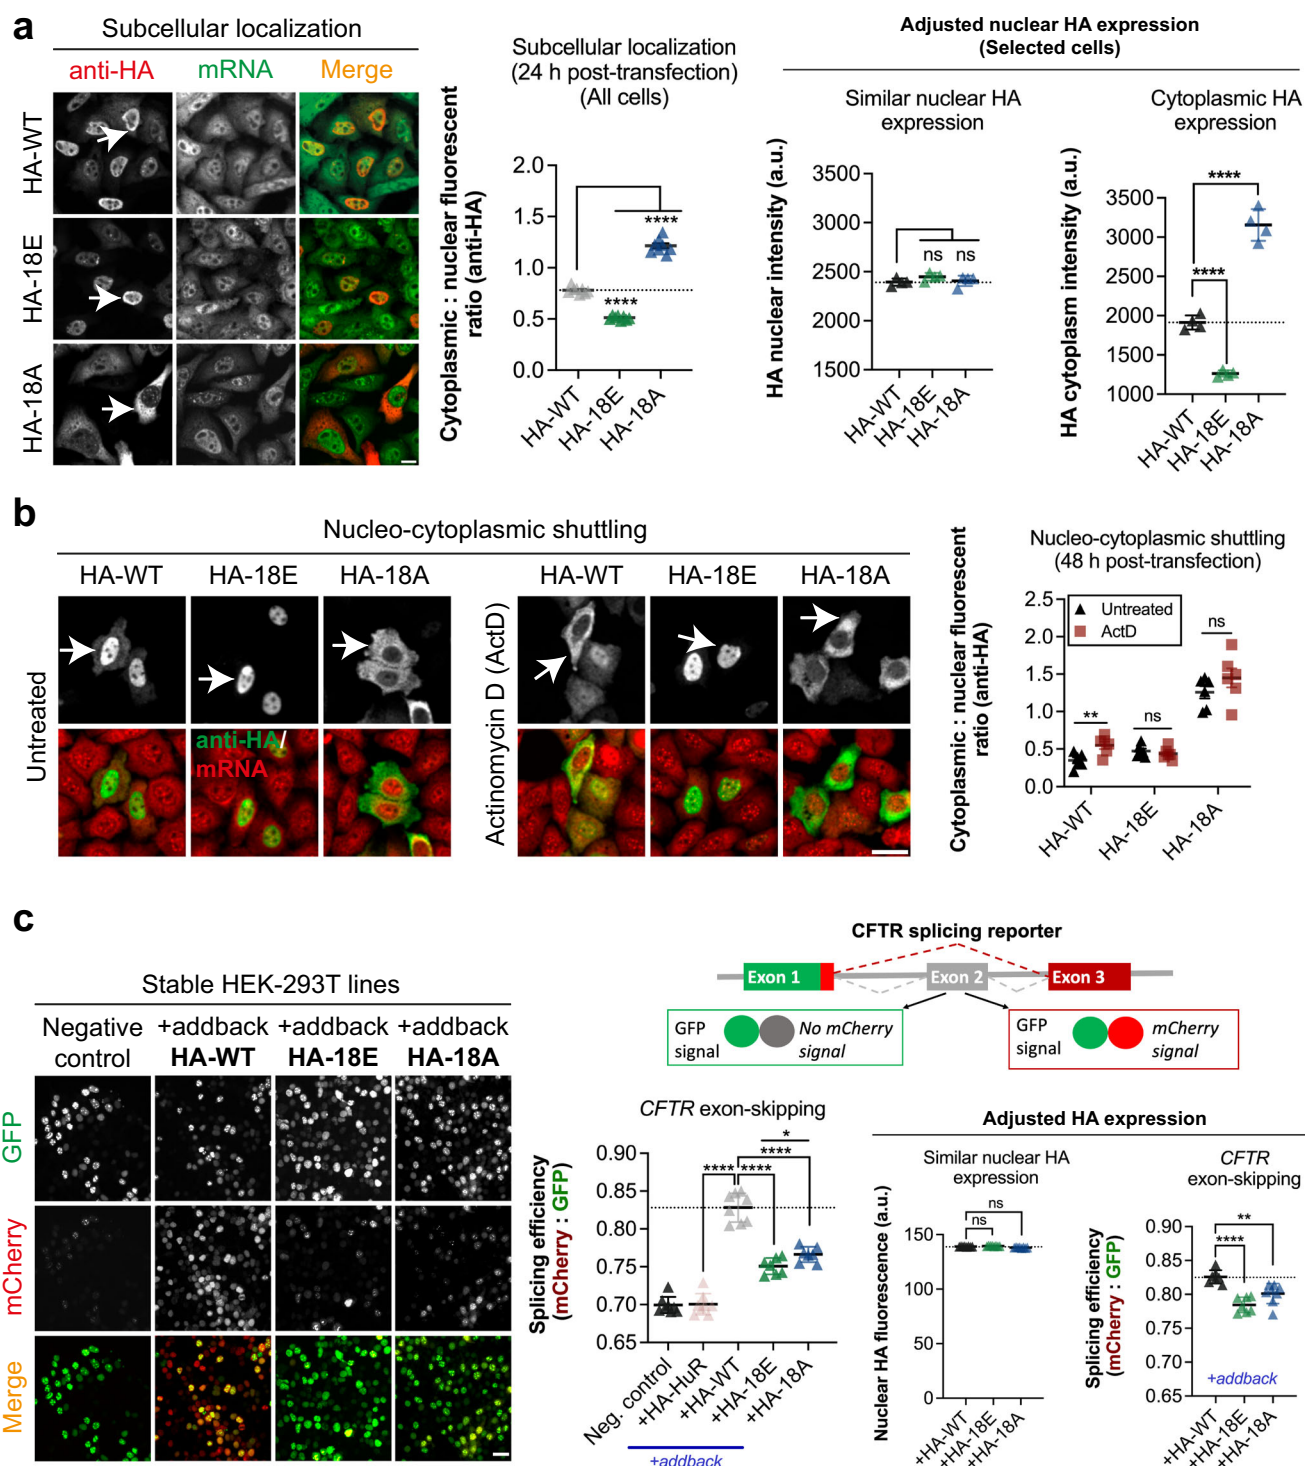 a
Subcellular localization
anti-HA
mRNA
Merge
HA-WT
HA-18E
HA-18A
Subcellular localization
(24 h post-transfection)
(All cells)
Cytoplasmic : nuclear fluorescent
ratio (anti-HA)
2.0
1.5
1.0
0.5
0.0
****
****
HA-WT
HA-18E
HA-18A
Adjusted nuclear HA expression
(Selected cells)
Similar nuclear HA
expression
HA nuclear intensity (a.u.)
3500
3000
2500
2000
1500
ns
ns
HA-WT
HA-18E
HA-18A
Cytoplasmic HA
expression
HA cytoplasm intensity (a.u.)
3500
3000
2500
2000
1500
1000
****
****
HA-WT
HA-18E
HA-18A
b
Nucleo-cytoplasmic shuttling
HA-WT
HA-18E
HA-18A
Untreated
anti-HA/
mRNA
HA-WT
HA-18E
HA-18A
Actinomycin D (ActD)
Nucleo-cytoplasmic shuttling
(48 h post-transfection)
Cytoplasmic : nuclear fluorescent
ratio (anti-HA)
2.5
2.0
1.5
1.0
0.5
0.0
Untreated
ActD
**
ns
ns
HA-WT
HA-18E
HA-18A
c
Stable HEK-293T lines
Negative
control
+addback
HA-WT
+addback
HA-18E
+addback
HA-18A
GFP
mCherry
Merge
CFTR splicing reporter
Exon 1
Exon 2
Exon 3
GFP
signal
No mCherry
signal
GFP
signal
mCherry
signal
CFTR exon-skipping
Splicing efficiency
(mCherry : GFP)
0.90
0.85
0.80
0.75
0.70
0.65
*
****
****
****
Neg. control
+HA-HuR
+HA-WT
+HA-18E
+HA-18A
+addback
Adjusted HA expression
Similar nuclear HA
expression
Nuclear HA fluorescence (a.u.)
150
100
50
0
ns
ns
+HA-WT
+HA-18E
+HA-18A
CFTR
exon-skipping
Splicing efficiency
(mCherry : GFP)
0.90
0.85
0.80
0.75
0.70
0.65
**
****
+addback
+HA-WT
+HA-18E
+HA-18A